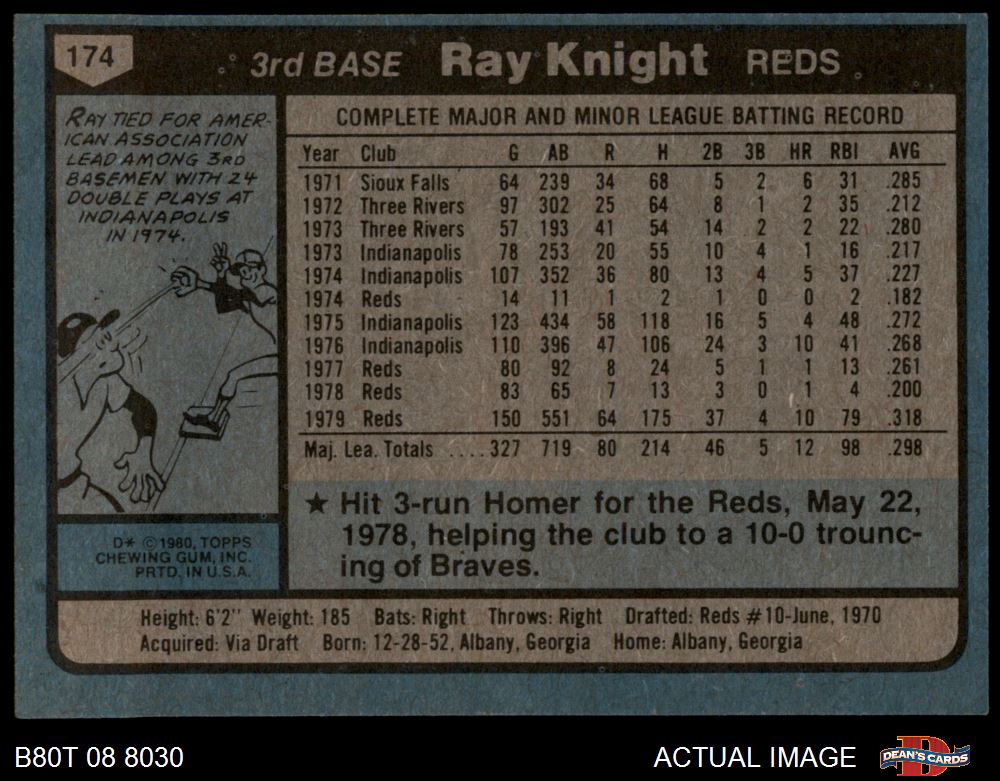 174
3rd BASE Ray Knight REDS
RAY TIED FOR AMER-
ICAN ASSOCIATION
LEAD AMONG 3RD
BASEMEN WITH 24
DOUBLE PLAYS AT
INDIANAPOLIS
IN 1974.
D* © 1980, TOPPS
CHEWING GUM, INC.
PRTD. IN U.S.A.
COMPLETE MAJOR AND MINOR LEAGUE BATTING RECORD
Year Club G AB R H 2B 3B HR RBI AVG
1971 Sioux Falls 64 239 34 68 5 2 6 31 .285
1972 Three Rivers 97 302 25 64 8 1 2 35 .212
1973 Three Rivers 57 193 41 54 14 2 2 22 .280
1973 Indianapolis 78 253 20 55 10 4 1 16 .217
1974 Indianapolis 107 352 36 80 13 4 5 37 .227
1974 Reds 14 11 1 2 1 0 0 2 .182
1975 Indianapolis 123 434 58 118 16 5 4 48 .272
1976 Indianapolis 110 396 47 106 24 3 10 41 .268
1977 Reds 80 92 8 24 5 1 1 13 .261
1978 Reds 83 65 7 13 3 0 1 4 .200
1979 Reds 150 551 64 175 37 4 10 79 .318
Maj. Lea. Totals ....327 719 80 214 46 5 12 98 .298
★ Hit 3-run Homer for the Reds, May 22,
1978, helping the club to a 10-0 trounc-
ing of Braves.
Height: 6'2" Weight: 185 Bats: Right Throws: Right Drafted: Reds #10-June, 1970
Acquired: Via Draft Born: 12-28-52, Albany, Georgia Home: Albany, Georgia
B80T 08 8030 ACTUAL IMAGE DEAN'S CARDS